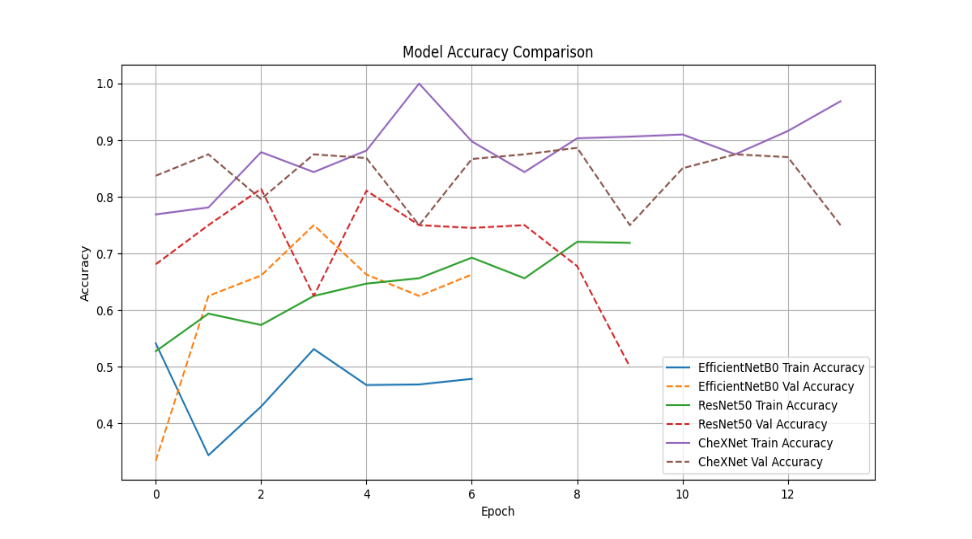 Model Accuracy Comparison
1.0
0.9
0.8
0.7
0.6
0.5
0.4
Accuracy
0 2 4 6 8 10 12
Epoch
EfficientNetB0 Train Accuracy
EfficientNetB0 Val Accuracy
ResNet50 Train Accuracy
ResNet50 Val Accuracy
CheXNet Train Accuracy
CheXNet Val Accuracy